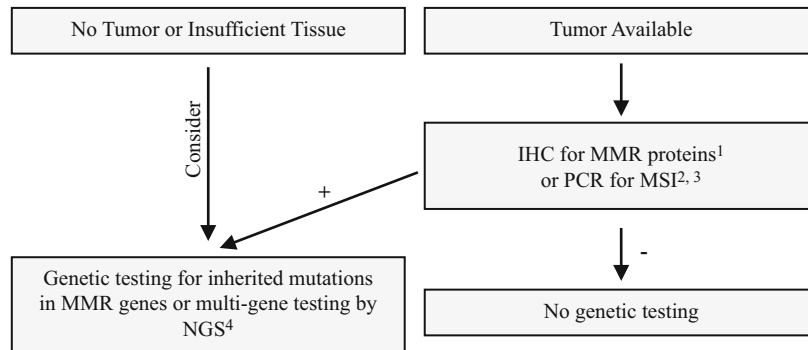 No Tumor or Insufficient Tissue
Tumor Available
Consider
IHC for MMR proteins¹
or PCR for MSI²,³
+
-
Genetic testing for inherited mutations
in MMR genes or multi-gene testing by
NGS⁴
No genetic testing